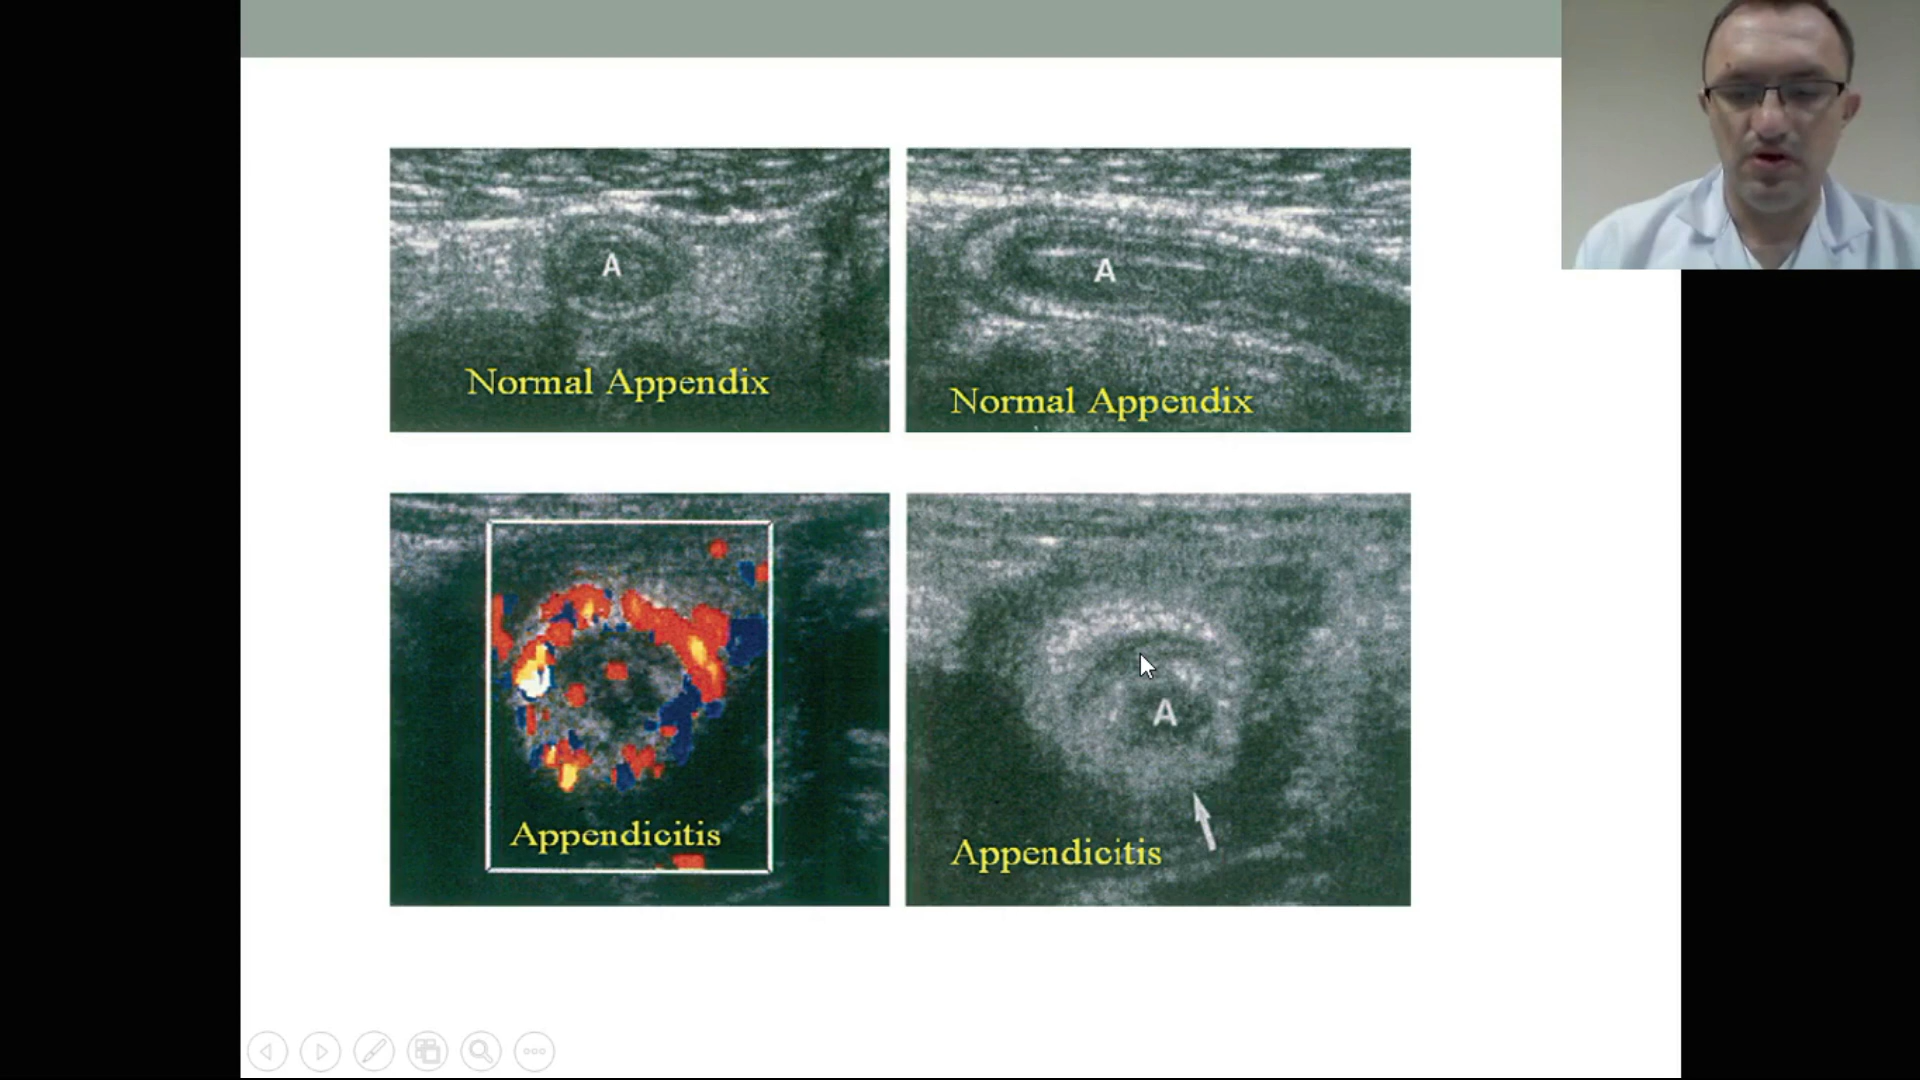 A
Normal Appendix
A
Normal Appendix
Appendicitis
A
Appendicitis